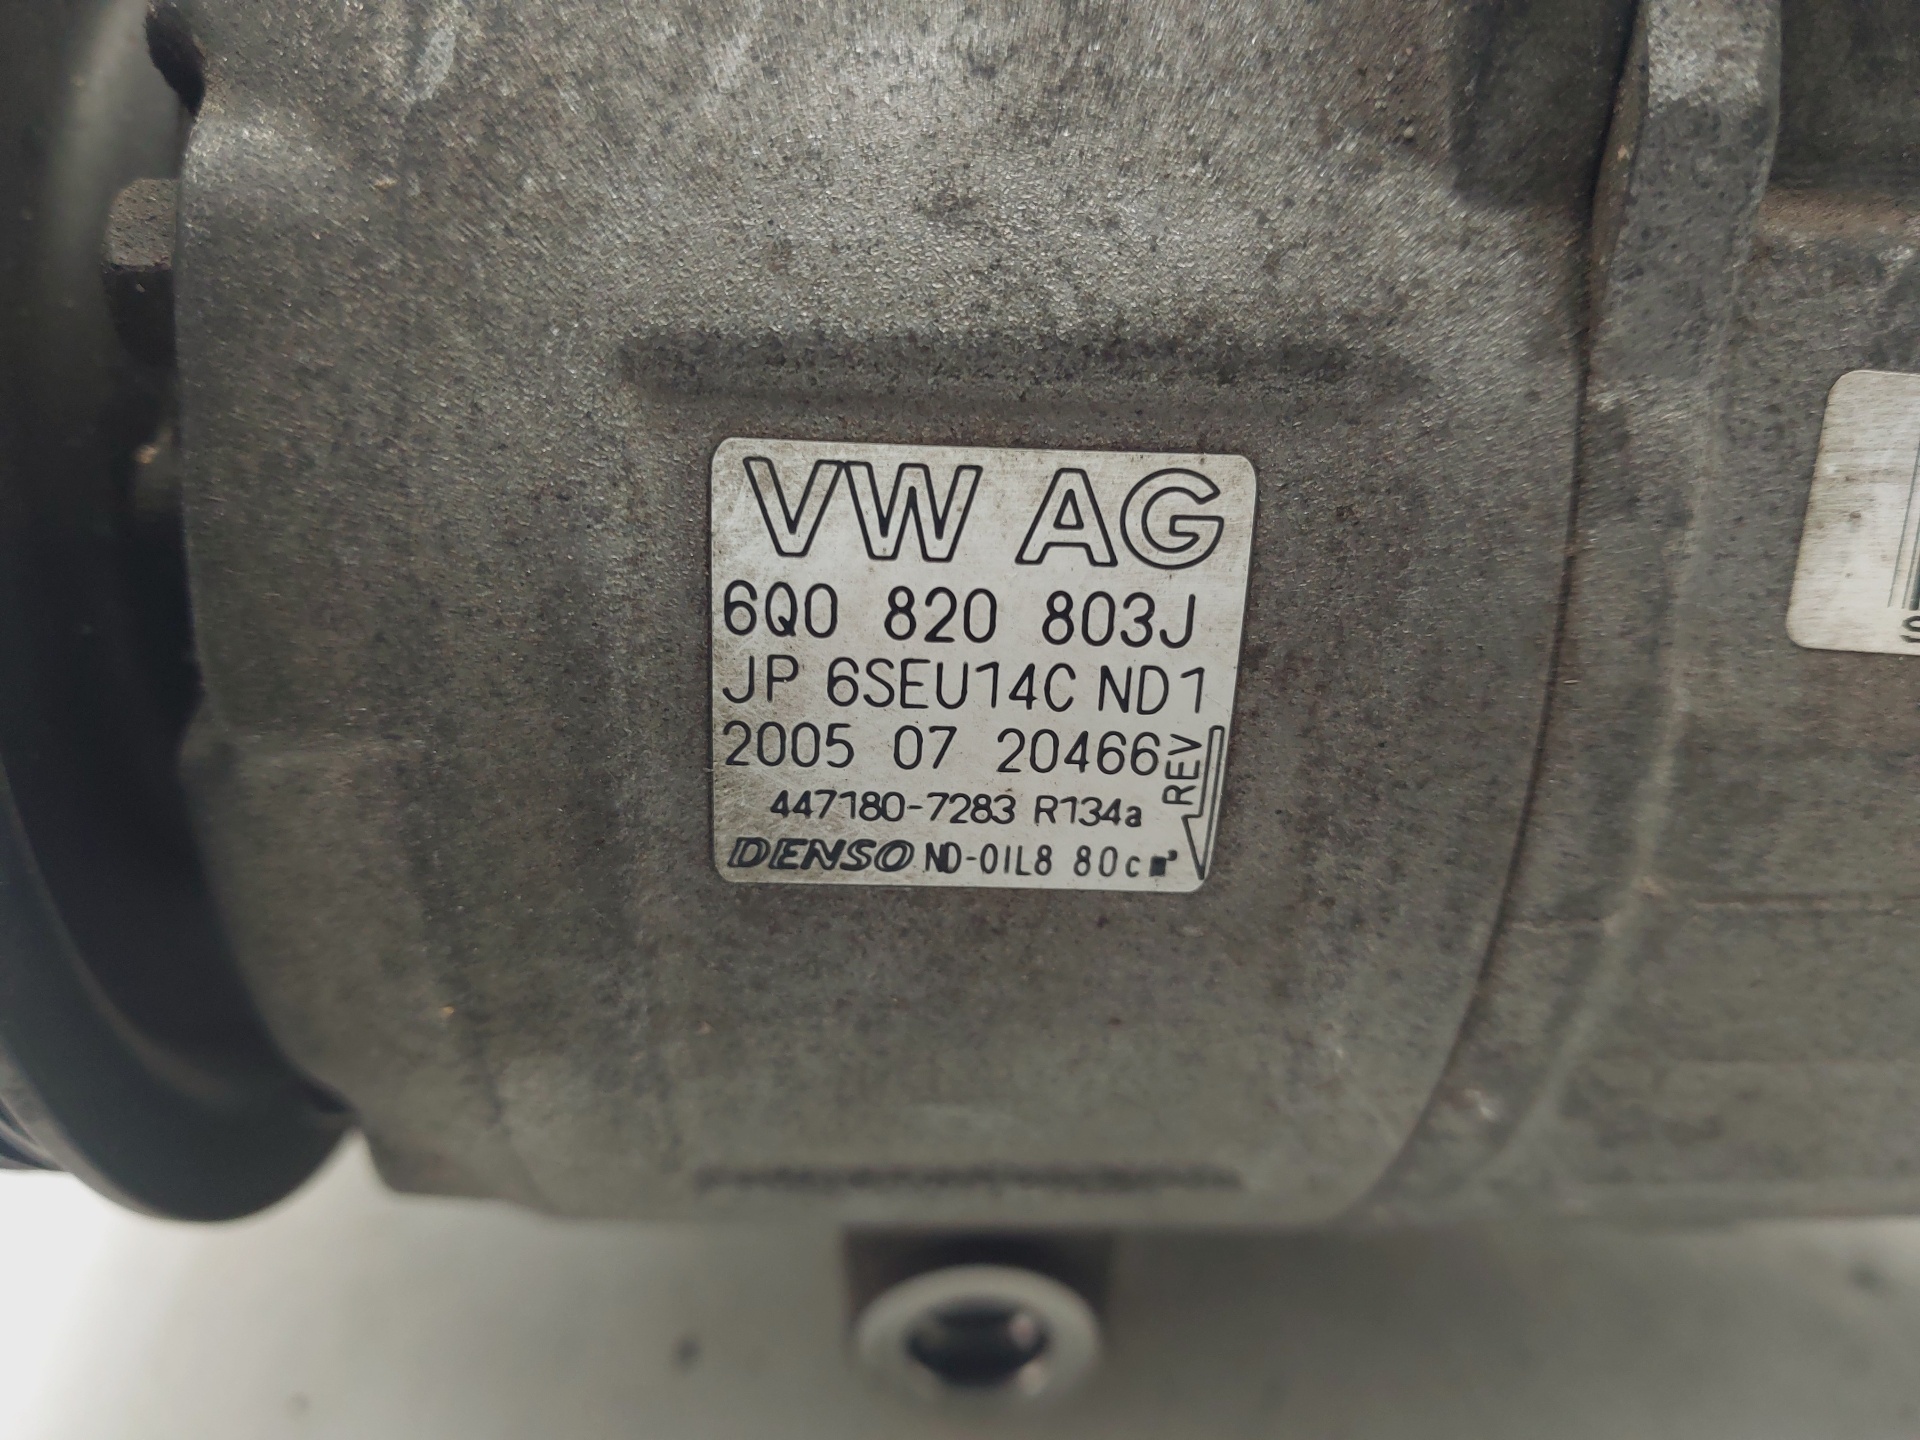 VW AG
6Q0 820 803J
JP 6SEU14C ND1
2005 07 20466
REV
447180-7283 R134a
DENSO ND-OIL8 80cm³
S